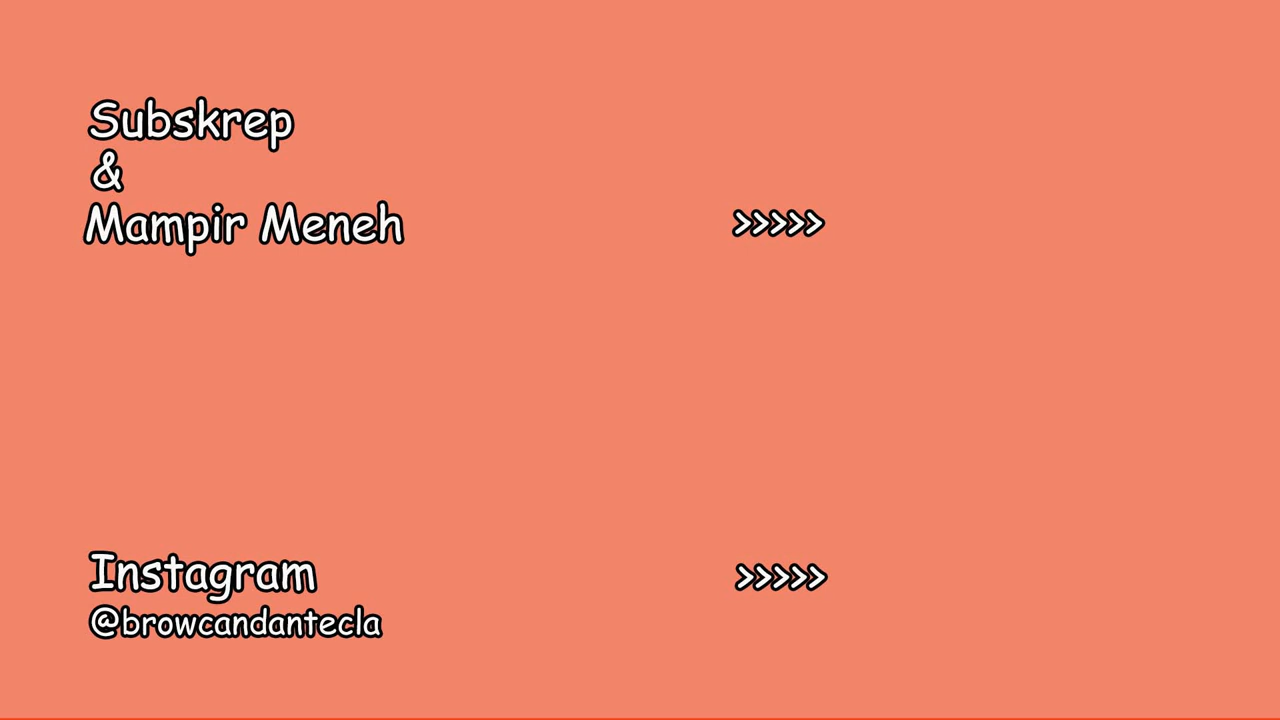 Subskrep
&
Mampir Meneh
>>>>>
Instagram
>>>>>
@browcandantecla